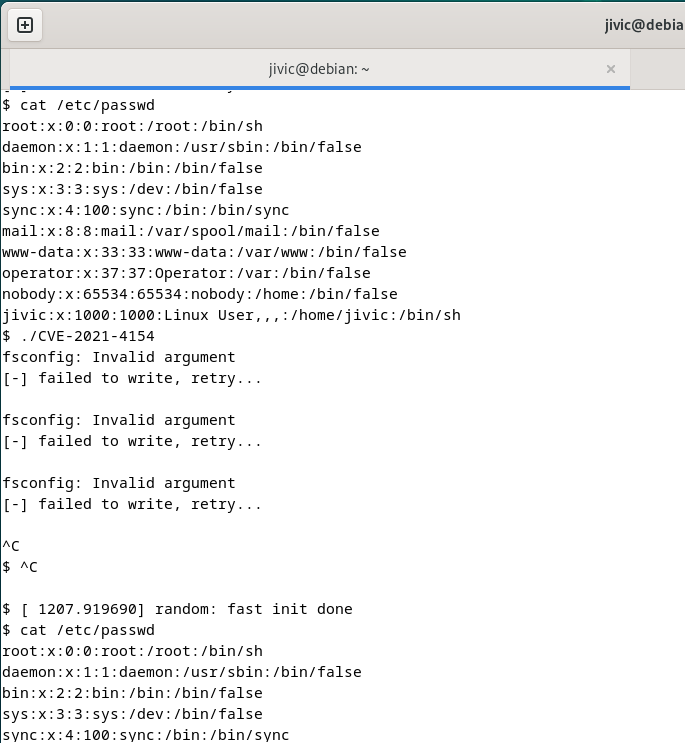 jivic@debia
jivic@debian: ~
$ cat /etc/passwd
root:x:0:0:root:/root:/bin/sh
daemon:x:1:1:daemon:/usr/sbin:/bin/false
bin:x:2:2:bin:/bin:/bin/false
sys:x:3:3:sys:/dev:/bin/false
sync:x:4:100:sync:/bin:/bin/sync
mail:x:8:8:mail:/var/spool/mail:/bin/false
www-data:x:33:33:www-data:/var/www:/bin/false
operator:x:37:37:Operator:/var:/bin/false
nobody:x:65534:65534:nobody:/home:/bin/false
jivic:x:1000:1000:Linux User,,,:/home/jivic:/bin/sh
$ ./CVE-2021-4154
fsconfig: Invalid argument
[-] failed to write, retry...
fsconfig: Invalid argument
[-] failed to write, retry...
fsconfig: Invalid argument
[-] failed to write, retry...
^C
$ ^C
$ [ 1207.919690] random: fast init done
$ cat /etc/passwd
root:x:0:0:root:/root:/bin/sh
daemon:x:1:1:daemon:/usr/sbin:/bin/false
bin:x:2:2:bin:/bin:/bin/false
sys:x:3:3:sys:/dev:/bin/false
sync:x:4:100:sync:/bin:/bin/sync